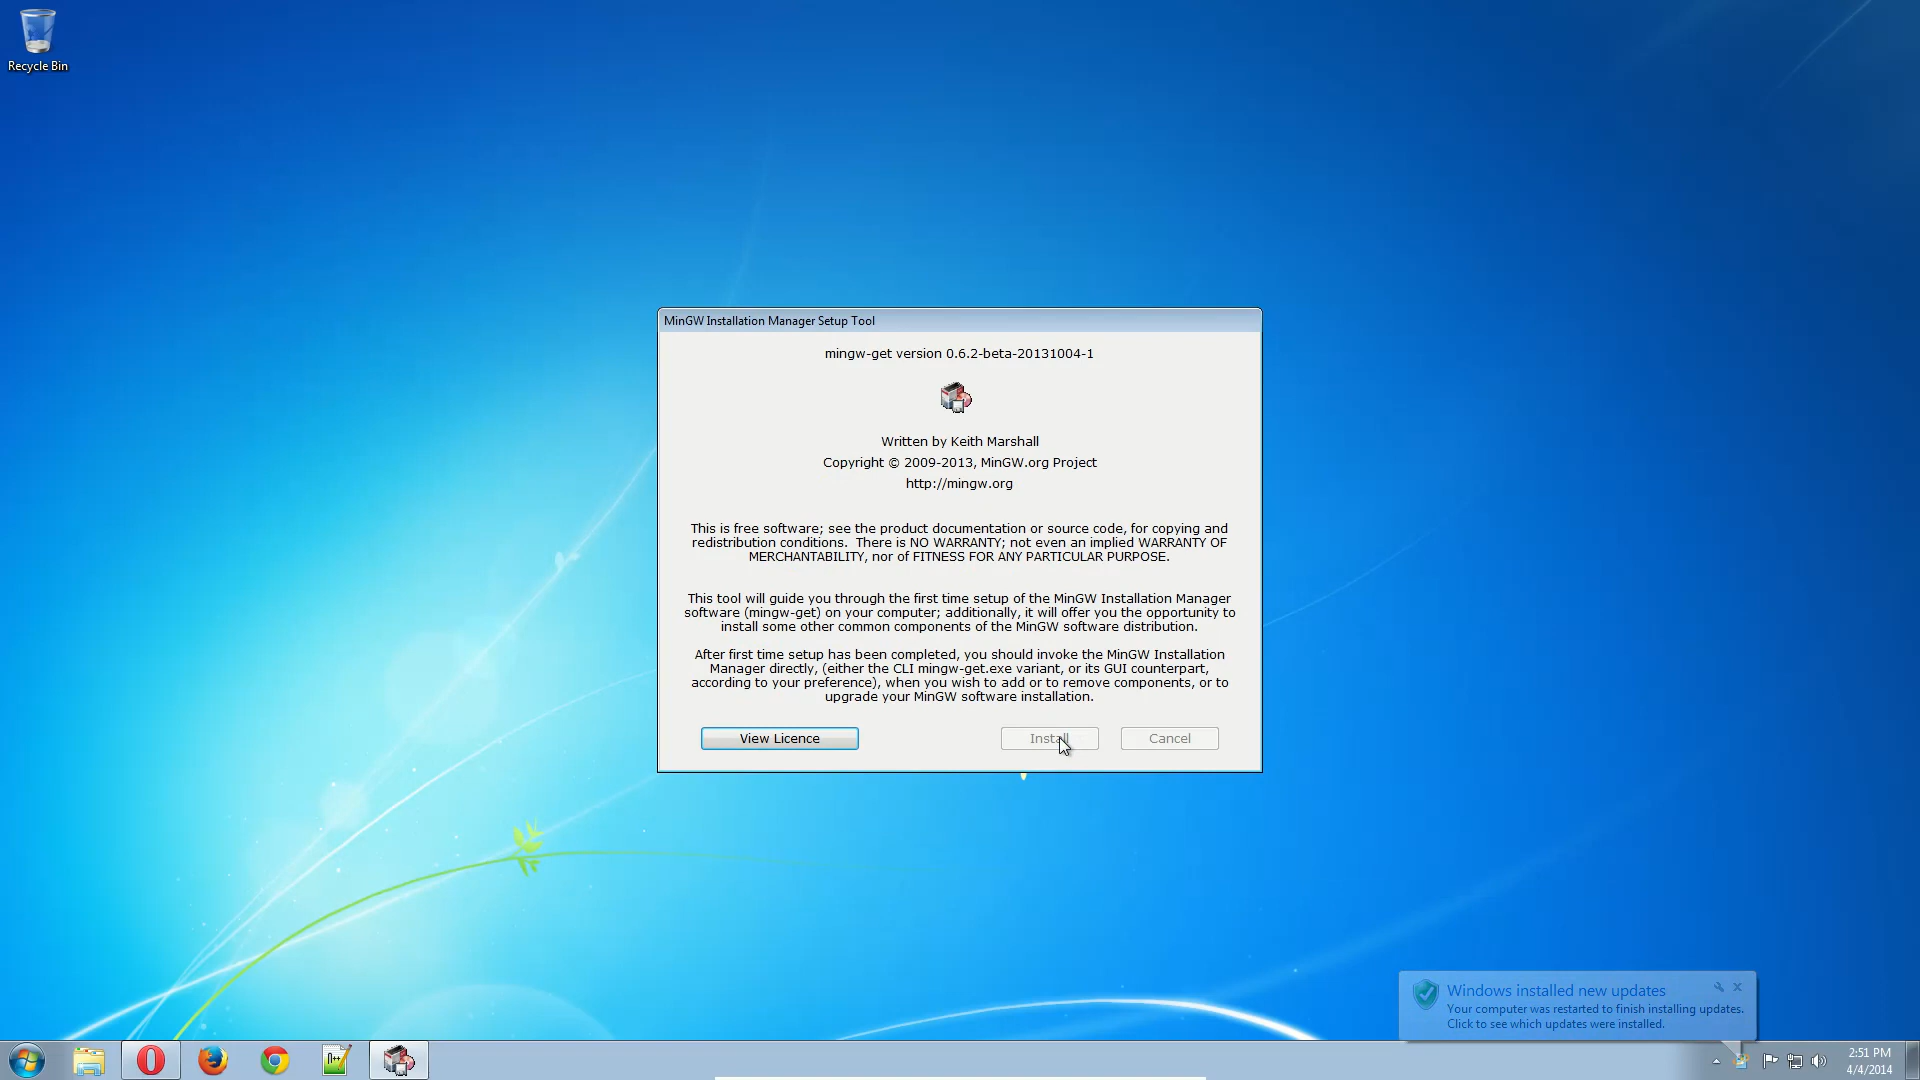 Recycle Bin
MinGW Installation Manager Setup Tool
mingw-get version 0.6.2-beta-20131004-1
Written by Keith Marshall
Copyright © 2009-2013, MinGW.org Project
http://mingw.org
This is free software; see the product documentation or source code, for copying and
redistribution conditions.  There is NO WARRANTY; not even an implied WARRANTY OF
MERCHANTABILITY, nor of FITNESS FOR ANY PARTICULAR PURPOSE.
This tool will guide you through the first time setup of the MinGW Installation Manager
software (mingw-get) on your computer; additionally, it will offer you the opportunity to
install some other common components of the MinGW software distribution.
After first time setup has been completed, you should invoke the MinGW Installation
Manager directly, (either the CLI mingw-get.exe variant, or its GUI counterpart,
according to your preference), when you wish to add or to remove components, or to
upgrade your MinGW software installation.
View Licence
Install
Cancel
Windows installed new updates
Your computer was restarted to finish installing updates.
Click to see which updates were installed.
2:51 PM
4/4/2014